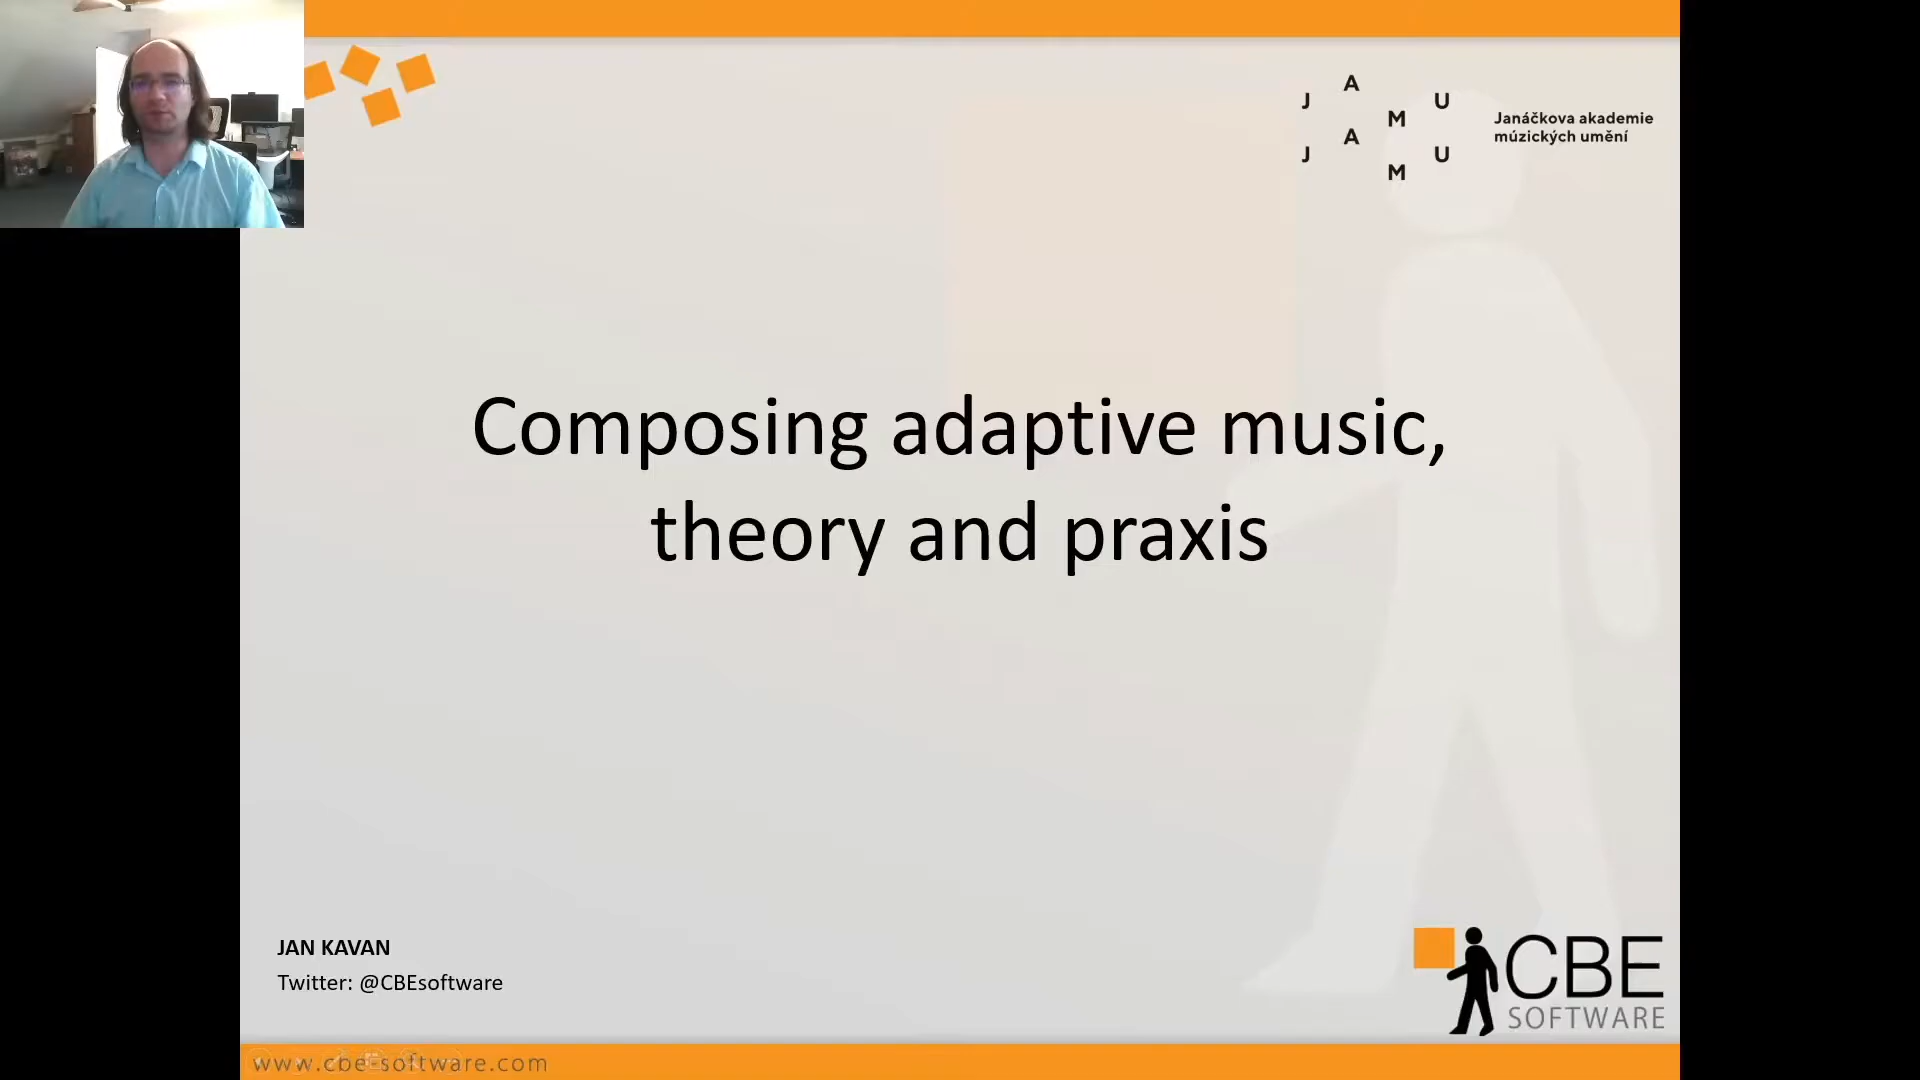 J A M U
J A M U
Janáčkova akademie
múzických umění
Composing adaptive music,
theory and praxis
JAN KAVAN
Twitter: @CBEsoftware
CBE
SOFTWARE
www.cbe-software.com